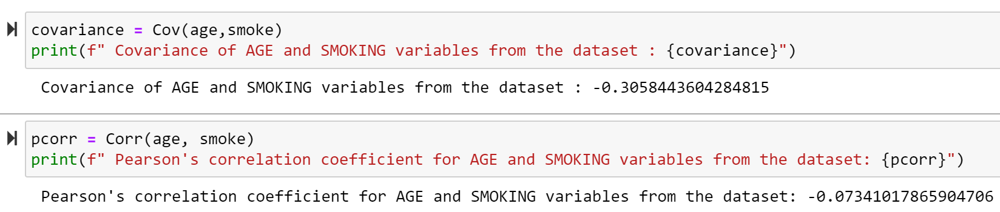 covariance = Cov(age,smoke)
print(f" Covariance of AGE and SMOKING variables from the dataset : {covariance}")
Covariance of AGE and SMOKING variables from the dataset : -0.3058443604284815
pcorr = Corr(age, smoke)
print(f" Pearson's correlation coefficient for AGE and SMOKING variables from the dataset: {pcorr}")
Pearson's correlation coefficient for AGE and SMOKING variables from the dataset: -0.07341017865904706